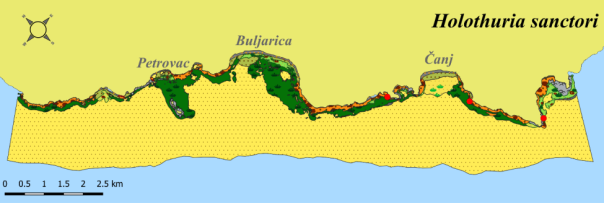 Holothuria sanctori
Buljarica
Petrovac
Čanj
0 0.5 1 1.5 2 2.5 km